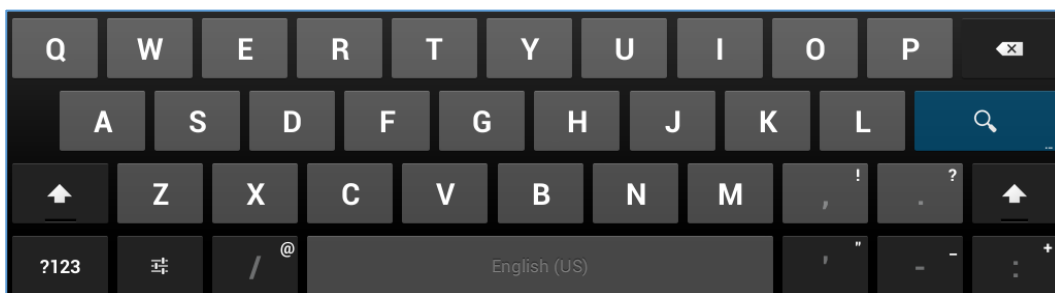 Q W E R T Y U I O P
A S D F G H J K L ...
Z X C V B N M , ! . ?
?123 / @ English (US) ' " - _ : +